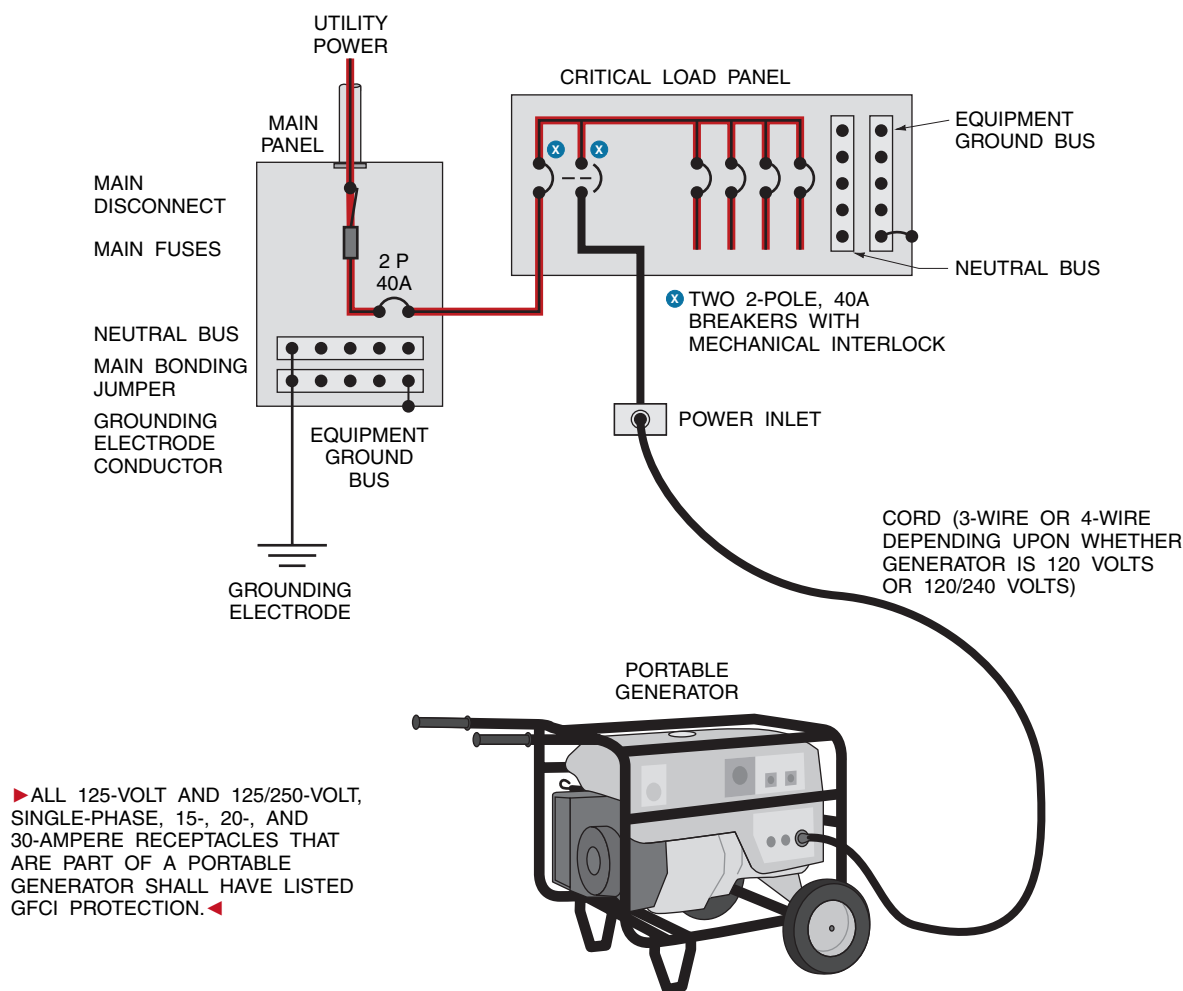 UTILITY
POWER
CRITICAL LOAD PANEL
MAIN
PANEL
EQUIPMENT
GROUND BUS
X
X
MAIN
DISCONNECT
MAIN FUSES
2 P
40A
NEUTRAL BUS
X TWO 2-POLE, 40A
BREAKERS WITH
MECHANICAL INTERLOCK
NEUTRAL BUS
MAIN BONDING
JUMPER
GROUNDING
ELECTRODE
CONDUCTOR
EQUIPMENT
GROUND
BUS
POWER INLET
GROUNDING
ELECTRODE
CORD (3-WIRE OR 4-WIRE
DEPENDING UPON WHETHER
GENERATOR IS 120 VOLTS
OR 120/240 VOLTS)
PORTABLE
GENERATOR
►ALL 125-VOLT AND 125/250-VOLT,
SINGLE-PHASE, 15-, 20-, AND
30-AMPERE RECEPTACLES THAT
ARE PART OF A PORTABLE
GENERATOR SHALL HAVE LISTED
GFCI PROTECTION.◄